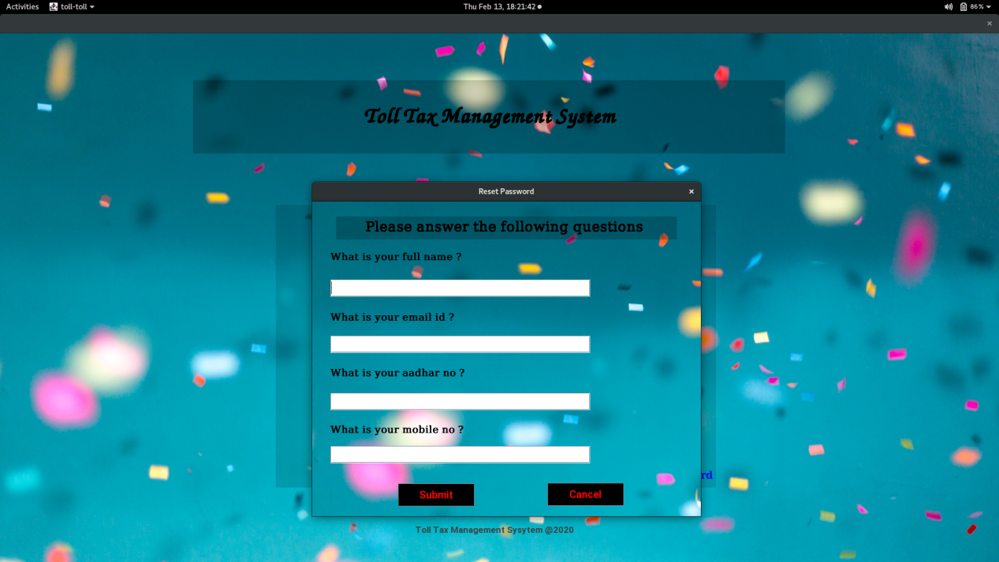 Activities toll-toll Thu Feb 13, 18:21:42 86%
Toll Tax Management System
Reset Password
Please answer the following questions
What is your full name ?
What is your email id ?
What is your aadhar no ?
What is your mobile no ?
rd
Submit Cancel
Toll Tax Management Sysytem @2020